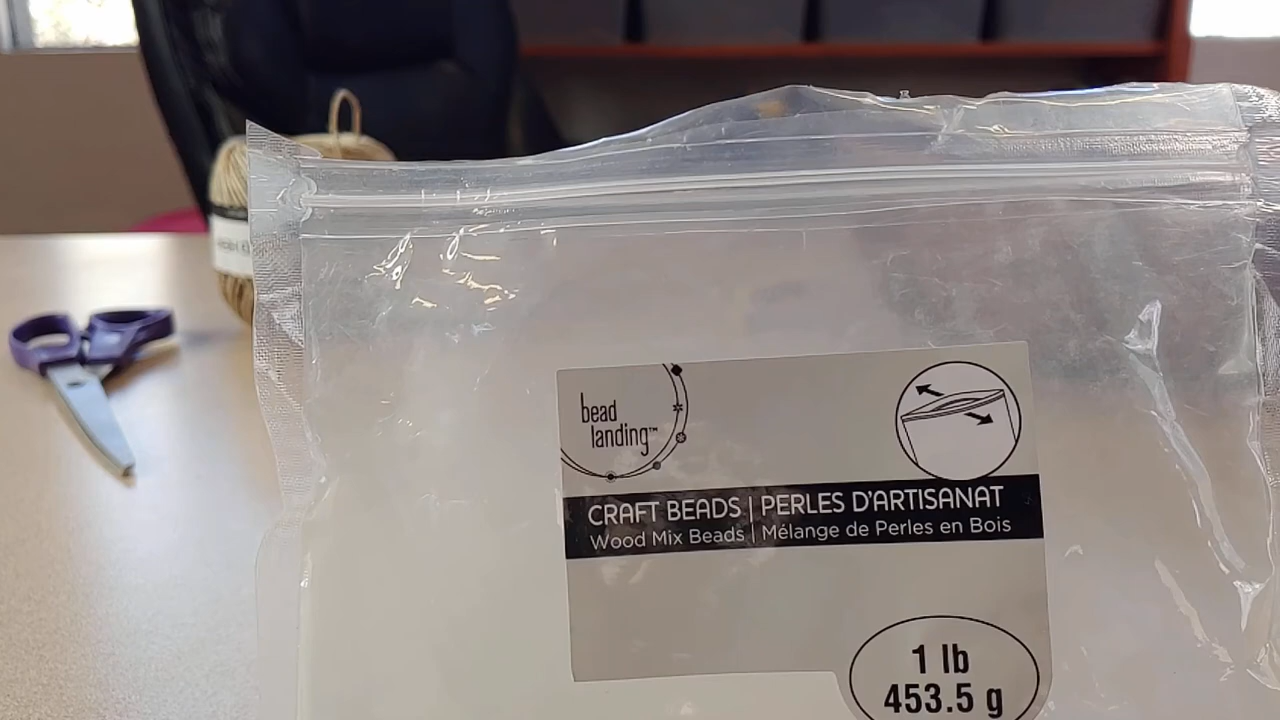 bead
landing™
CRAFT BEADS | PERLES D'ARTISANAT
Wood Mix Beads | Mélange de Perles en Bois
1 lb
453.5 g